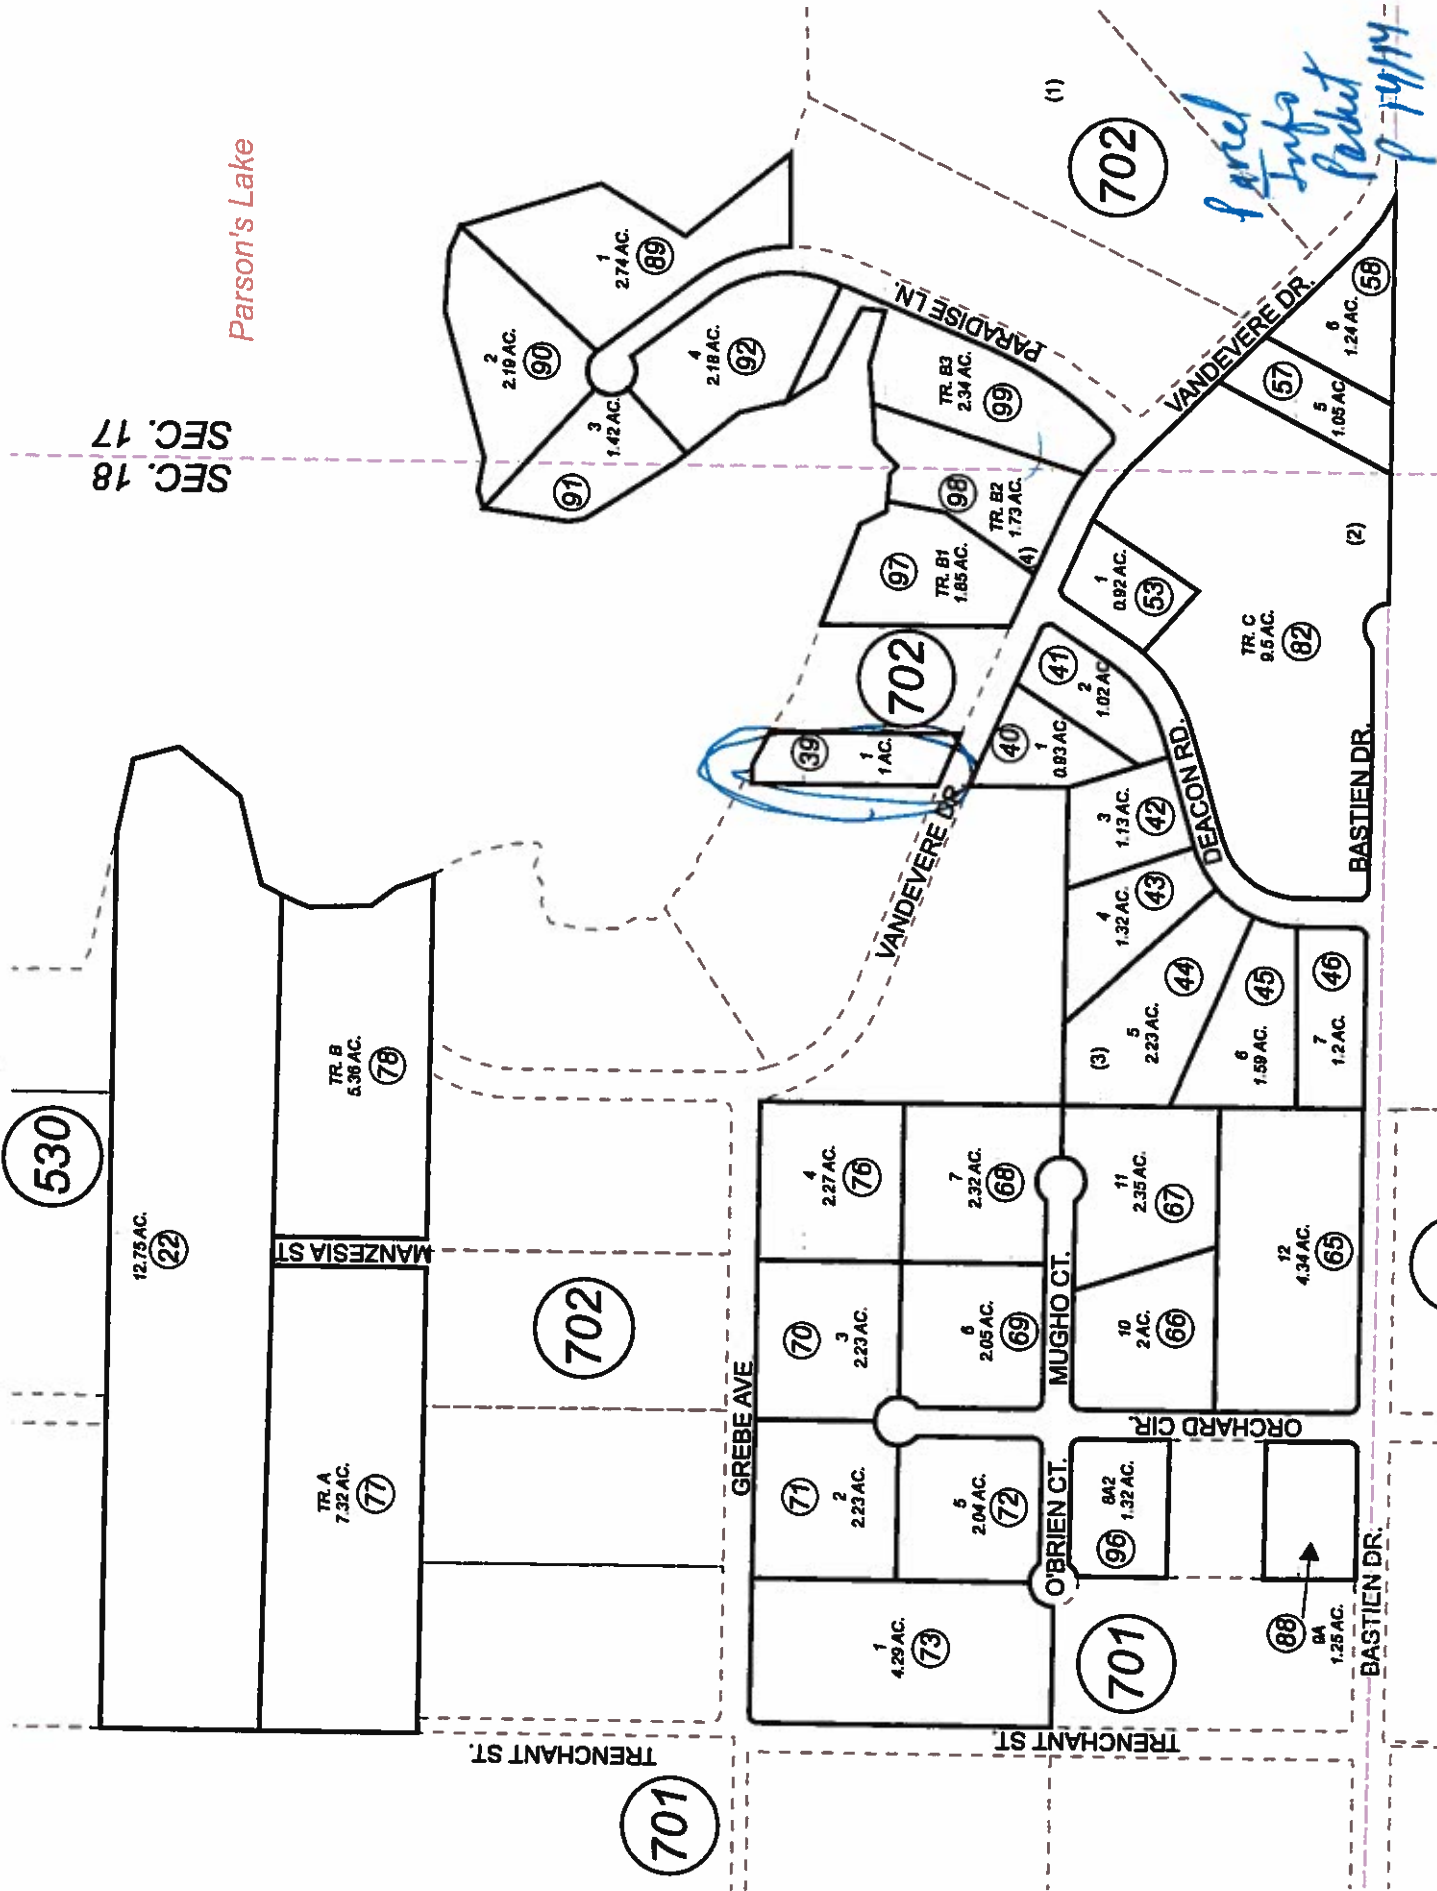 Parson's Lake
SEC. 17
SEC. 18
530
12.75 AC.
22
TR. B
5.36 AC.
78
MANZESIA ST
TR. A
7.32 AC.
77
702
701
TRENCHANT ST.
GREBE AVE
1
2.74 AC.
89
2
2.19 AC.
90
3
1.42 AC.
91
4
2.18 AC.
92
PARADISE LN.
TR. B3
2.34 AC.
99
98
TR. B2
1.73 AC.
97
TR. B1
1.85 AC.
(4)
702
39
1
1 AC.
VANDEVERE DR
(1)
702
Parcel
Info
Packet
VANDEVERE DR.
6
1.24 AC.
58
57
5
1.05 AC.
(2)
1
0.92 AC.
53
TR. C
9.5 AC.
82
41
2
1.02 AC
40
1
0.93 AC.
3
1.13 AC.
42
4
1.32 AC.
43
DEACON RD.
BASTIEN DR.
44
5
2.23 AC.
(3)
45
6
1.59 AC.
46
7
1.2 AC.
4
2.27 AC.
76
7
2.32 AC.
68
11
2.35 AC.
67
12
4.34 AC.
65
70
3
2.23 AC.
6
2.05 AC.
69
MUGHO CT.
10
2 AC.
66
ORCHARD CIR.
71
2
2.23 AC.
5
2.04 AC.
72
O'BRIEN CT.
96
8A2
1.32 AC.
1
4.29 AC.
73
701
88
9A
1.25 AC.
BASTIEN DR.
TRENCHANT ST.